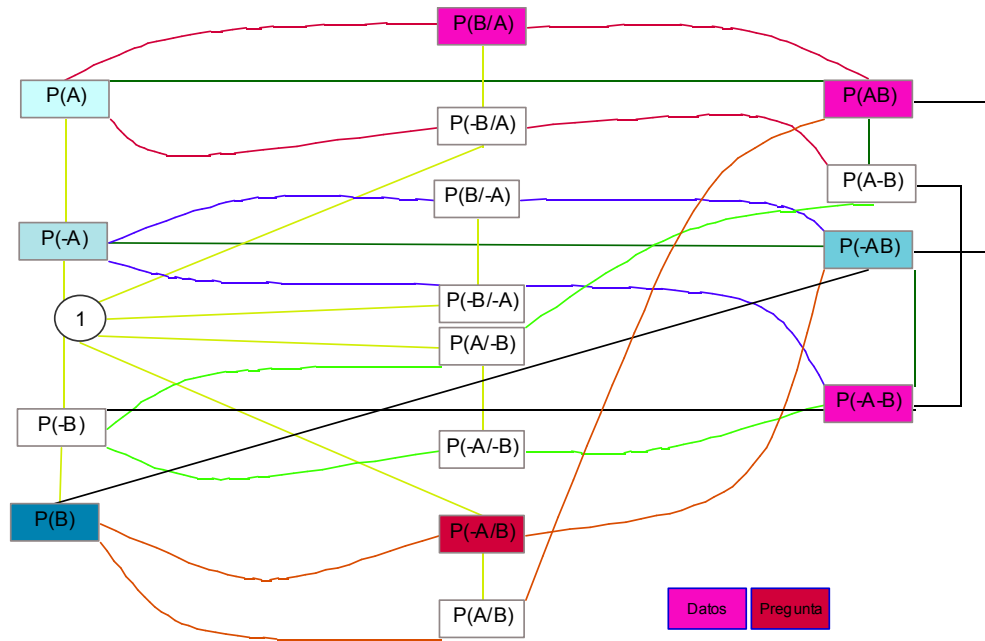 P(B/A)
P(A)
P(AB)
P(-B/A)
P(A-B)
P(B/-A)
P(-A)
P(-AB)
P(-B/-A)
1
P(A/-B)
P(-A-B)
P(-B)
P(-A/-B)
P(B)
P(-A/B)
P(A/B)
Datos
Pregunta